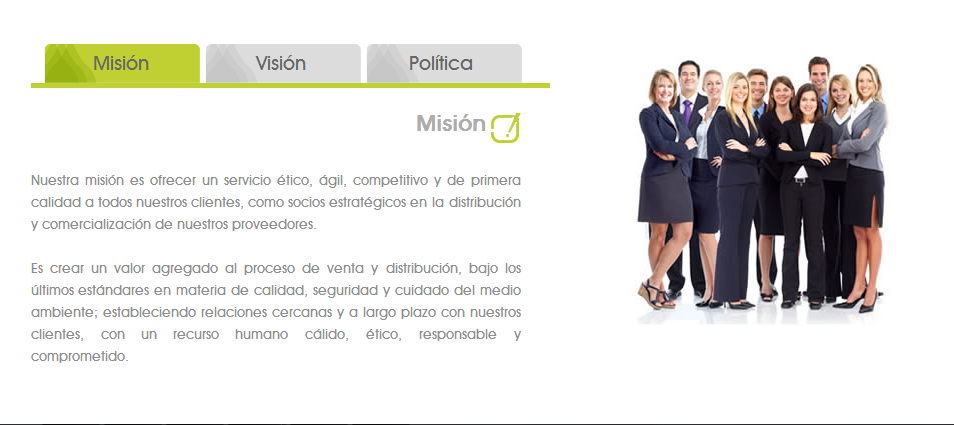 Misión
Visión
Política
Misión
Nuestra misión es ofrecer un servicio ético, ágil, competitivo y de primera
calidad a todos nuestros clientes, como socios estratégicos en la distribución
y comercialización de nuestros proveedores.
Es crear un valor agregado al proceso de venta y distribución, bajo los
últimos estándares en materia de calidad, seguridad y cuidado del medio
ambiente; estableciendo relaciones cercanas y a largo plazo con nuestros
clientes, con un recurso humano cálido, ético, responsable y
comprometido.